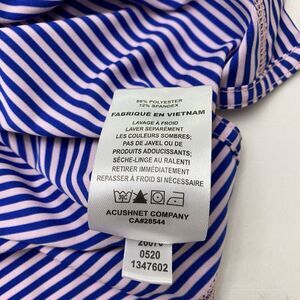 88% POLYESTER
12% SPANDEX
FABRIQUÉ EN VIETNAM
LAVAGE À FROID
LAVER SÉPARÉMENT
LES COULEURS SOMBRES;
PAS DE JAVEL OU DE
PRODUITS ADOUCISSANTS;
SÈCHE-LINGE AU RALENTI
RETIRER IMMÉDIATEMENT
REPASSER À FROID SI NÉCESSAIRE
ACUSHNET COMPANY
CA#28544
0520
1347602